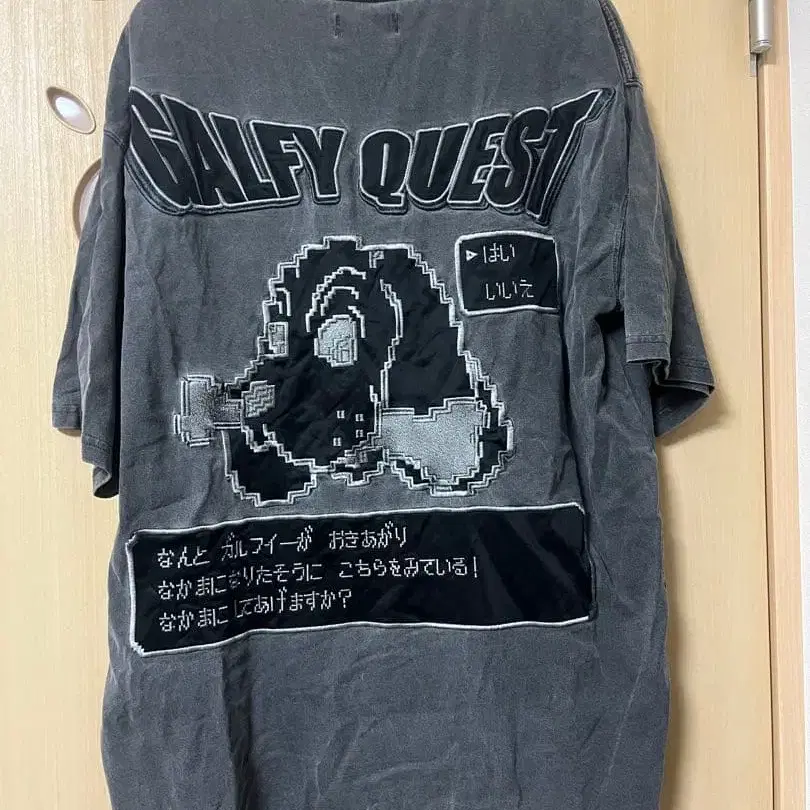 GALFY QUEST
▷はい
いいえ
なんと ガルフィーが おきあがり
なかまになりたそうに こちらをみている!
なかまにしてあげますか?